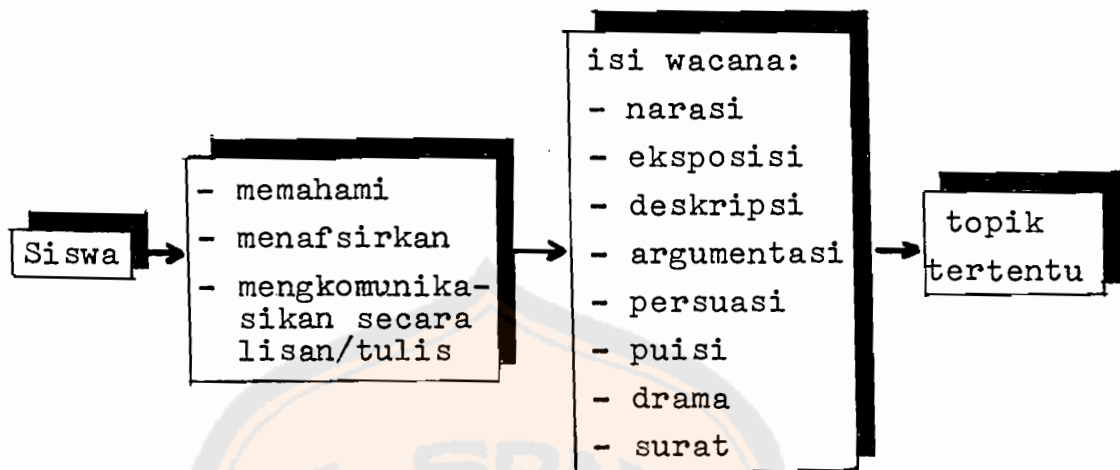 Siswa
- memahami
- menafsirkan
- mengkomunika-
sikan secara
lisan/tulis
isi wacana:
- narasi
- eksposisi
- deskripsi
- argumentasi
- persuasi
- puisi
- drama
- surat
topik
tertentu